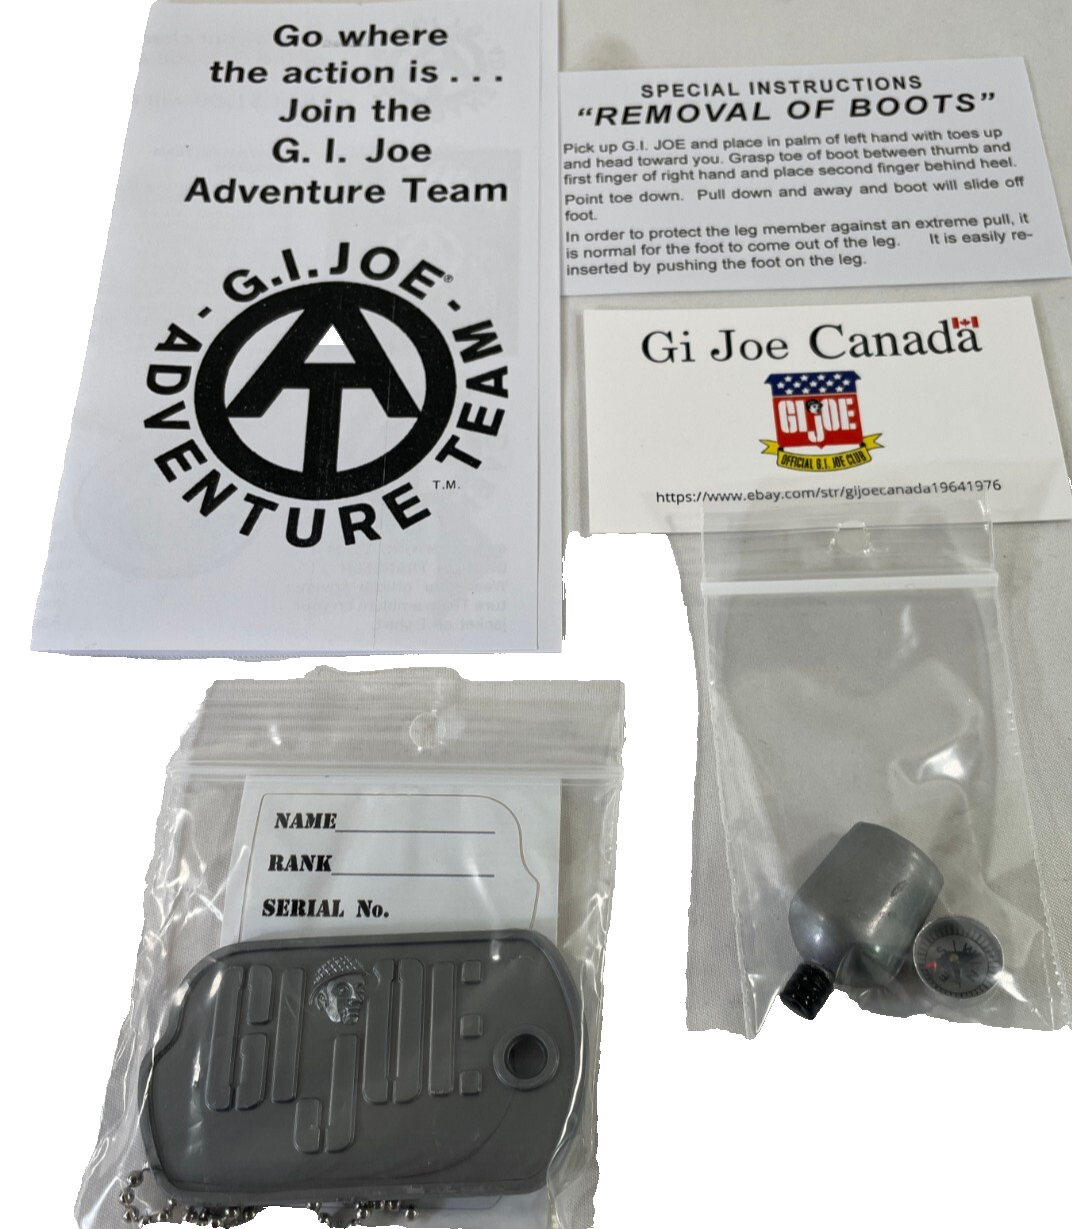 Go where
the action is . . .
Join the
G. I. Joe
Adventure Team
- G.I. JOE® -
ADVENTURE TEAM
AT
T.M.
SPECIAL INSTRUCTIONS
“REMOVAL OF BOOTS”
Pick up G.I. JOE and place in palm of left hand with toes up
and head toward you. Grasp toe of boot between thumb and
first finger of right hand and place second finger behind heel.
Point toe down. Pull down and away and boot will slide off
foot.
In order to protect the leg member against an extreme pull, it
is normal for the foot to come out of the leg. It is easily re-
inserted by pushing the foot on the leg.
Gi Joe Canada
GI JOE
OFFICIAL G.I. JOE CLUB
https://www.ebay.com/str/gijoecanada19641976
NAME
RANK
SERIAL No.
GI JOE